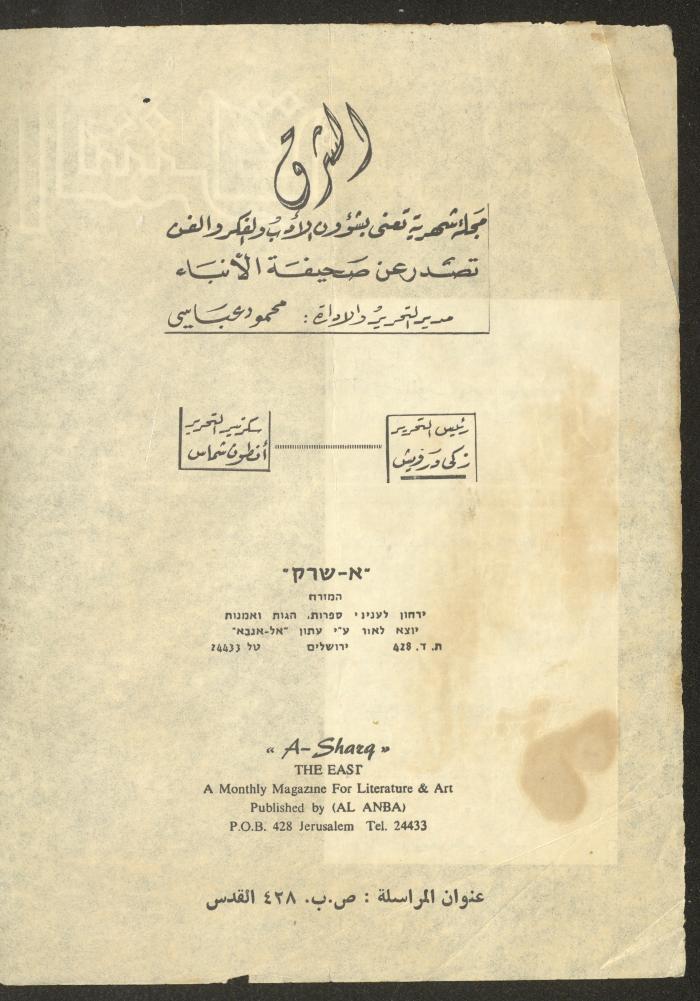 الشرق
مجلة شهرية تعنى بشؤون الأدب والفكر والفن
تصدر عن صحيفة الأنباء
مدير التحرير والادارة : محمود عباسي
رئيس التحرير
زكي درويش
سكرتير التحرير
أنطون شماس
"א-שרק"
המזרח
ירחון לעניני ספרות, הגות ואמנות
יוצא לאור ע"י עתון "אל-אנבא"
ת. ד. 428 ירושלים טל 24433
« A-Sharq »
THE EAST
A Monthly Magazine For Literature & Art
Published by (AL ANBA)
P.O.B. 428 Jerusalem Tel. 24433
عنوان المراسلة : ص.ب. ٤٢٨ القدس